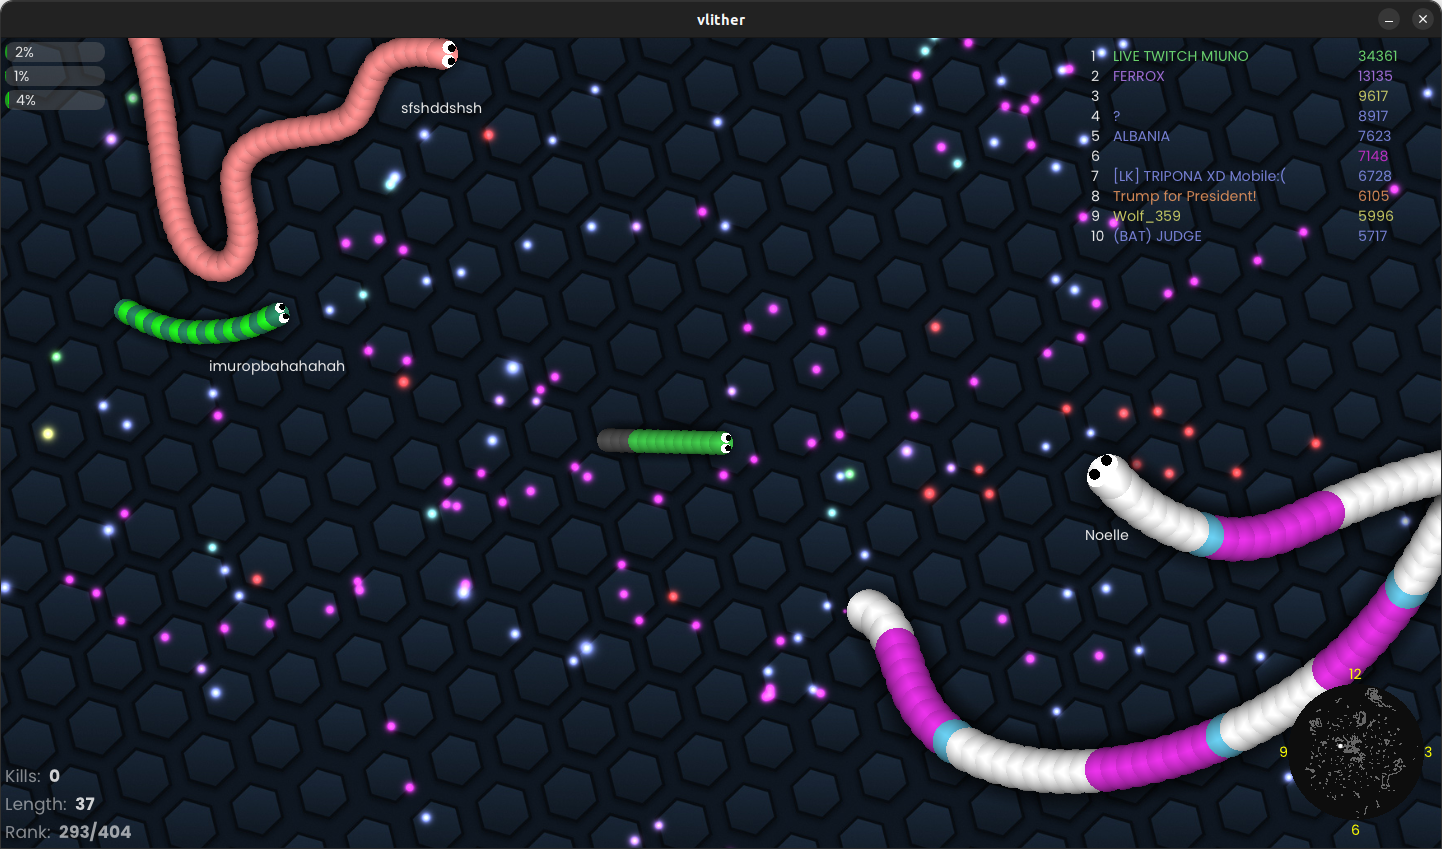 vlither
2%
1%
4%
sfshddshsh
imuropbahahahah
1 LIVE TWITCH M1UNO 34361
2 FERROX 13135
3 9617
4 ? 8917
5 ALBANIA 7623
6 7148
7 [LK] TRIPONA XD Mobile:( 6728
8 Trump for President! 6105
9 Wolf_359 5996
10 (BAT) JUDGE 5717
Noelle
12
9 3
6
Kills: 0
Length: 37
Rank: 293/404